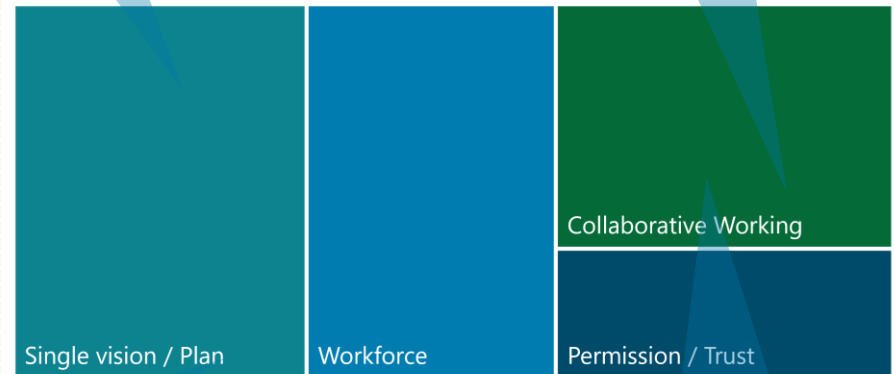 Collaborative Working
Single vision / Plan
Workforce
Permission / Trust